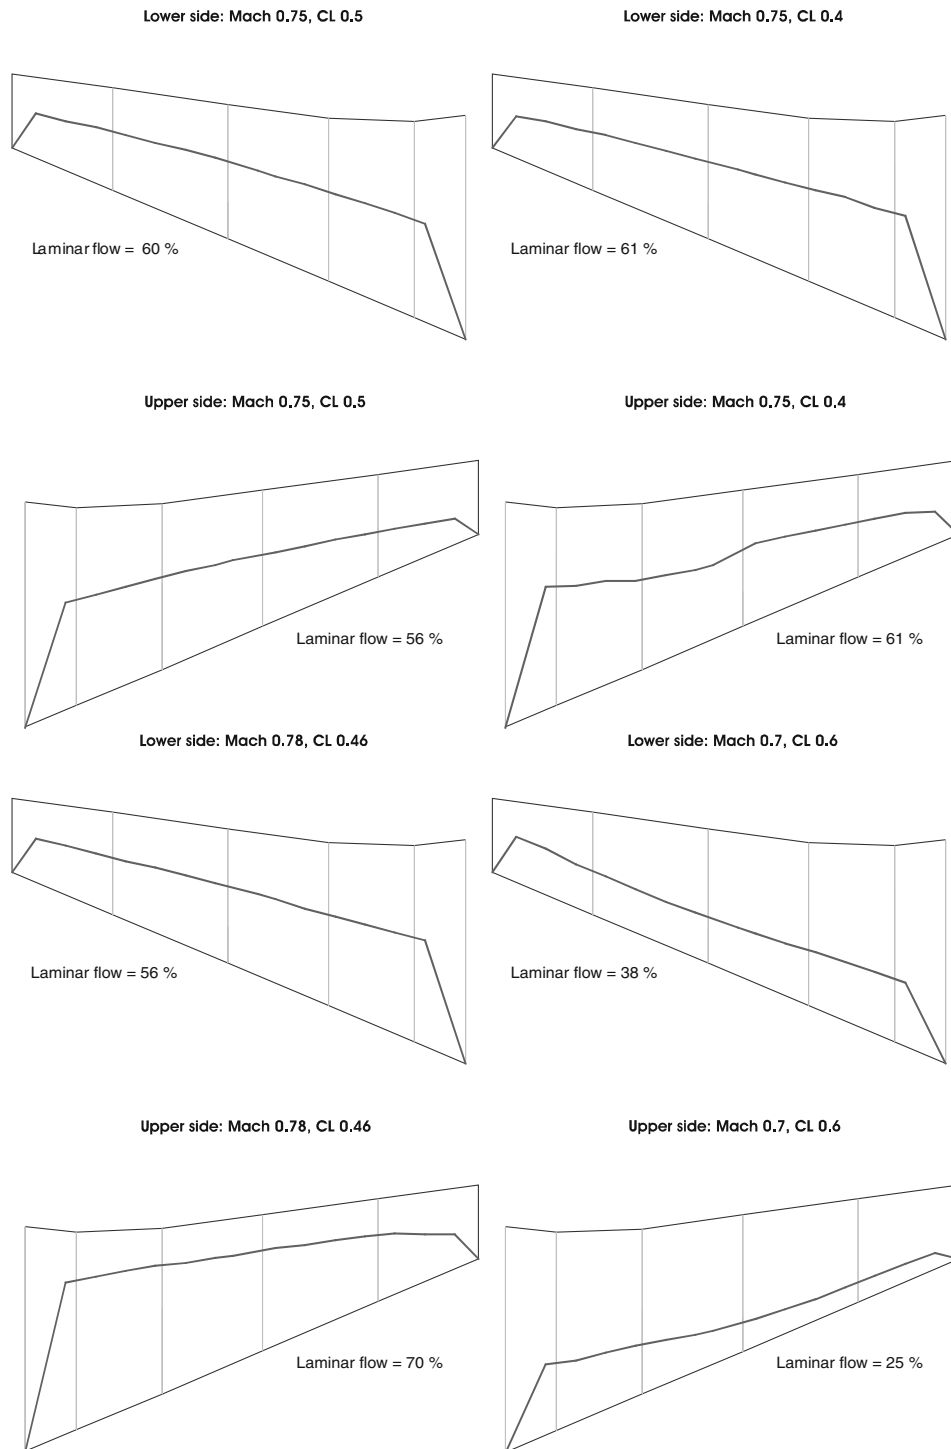 Lower side: Mach 0.75, CL 0.5
Lower side: Mach 0.75, CL 0.4
Laminar flow = 60 %
Laminar flow = 61 %
Upper side: Mach 0.75, CL 0.5
Upper side: Mach 0.75, CL 0.4
Laminar flow = 56 %
Laminar flow = 61 %
Lower side: Mach 0.78, CL 0.46
Lower side: Mach 0.7, CL 0.6
Laminar flow = 56 %
Laminar flow = 38 %
Upper side: Mach 0.78, CL 0.46
Upper side: Mach 0.7, CL 0.6
Laminar flow = 70 %
Laminar flow = 25 %